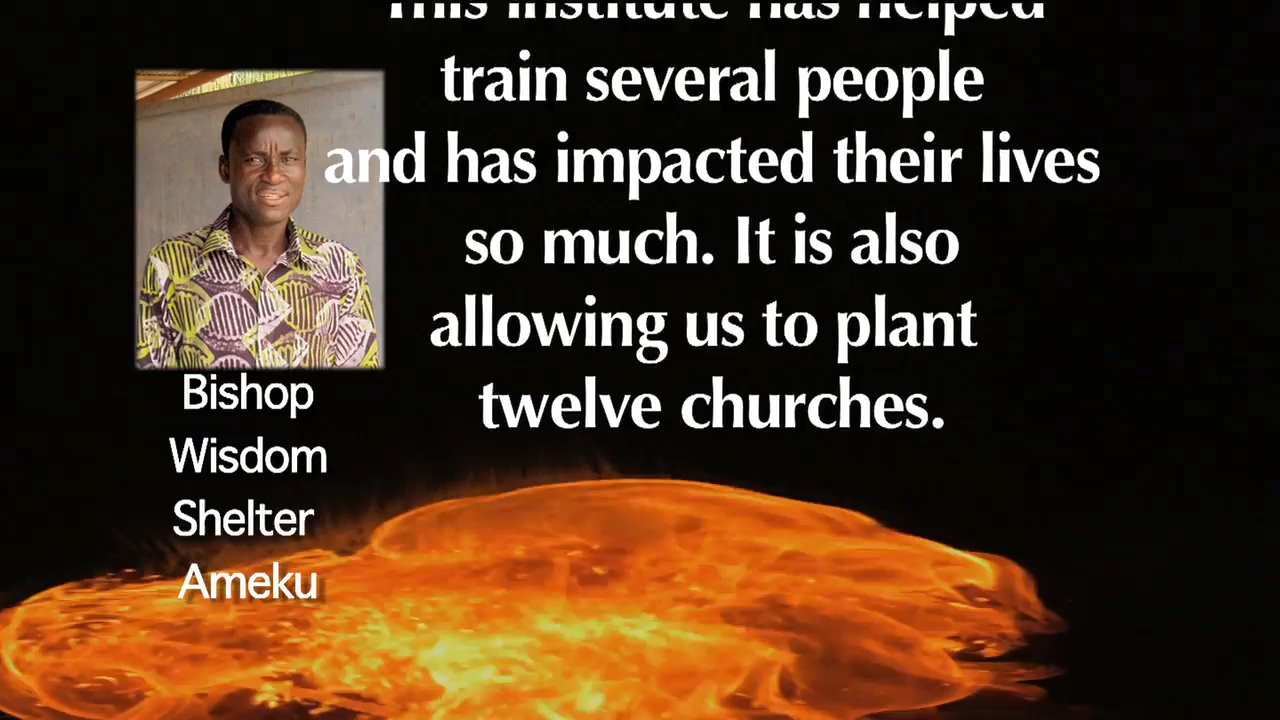 This institute has helped
train several people
and has impacted their lives
so much. It is also
allowing us to plant
twelve churches.
Bishop
Wisdom
Shelter
Ameku